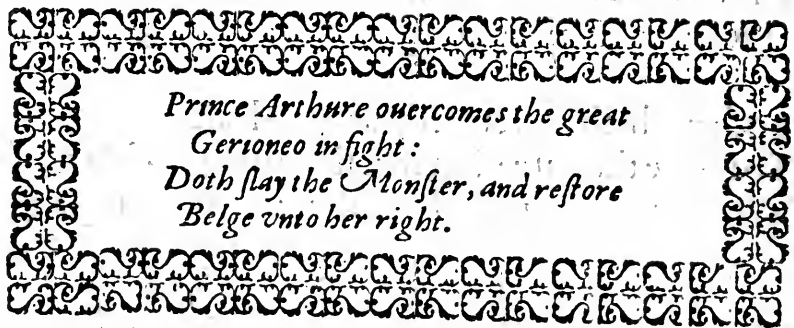 Prince Arthure ouercomes the great
Gerioneo in fight :
Doth ſlay the Monſter, and reſtore
Belge vnto her right.